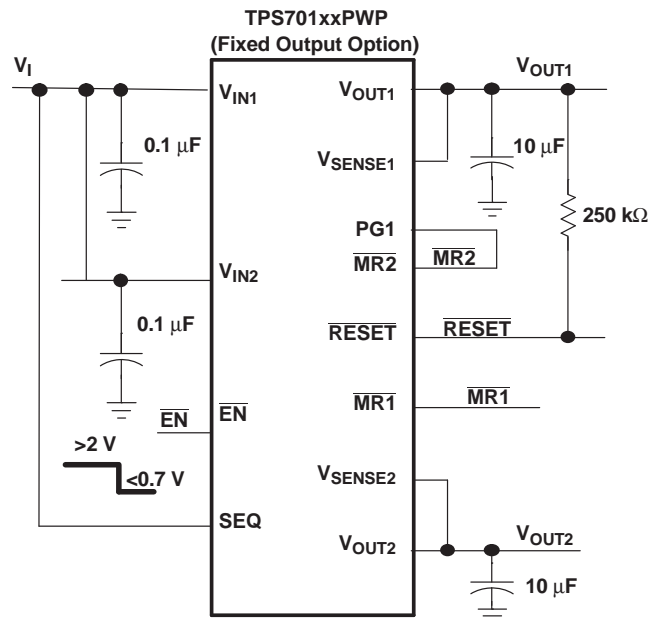 TPS701xxPWP
(Fixed Output Option)
VI
VIN1
VOUT1
VOUT1
0.1 μF
10 μF
VSENSE1
250 kΩ
PG1
MR2
MR2
VIN2
0.1 μF
RESET
RESET
EN
EN
MR1
MR1
>2 V
<0.7 V
VSENSE2
SEQ
VOUT2
VOUT2
10 μF